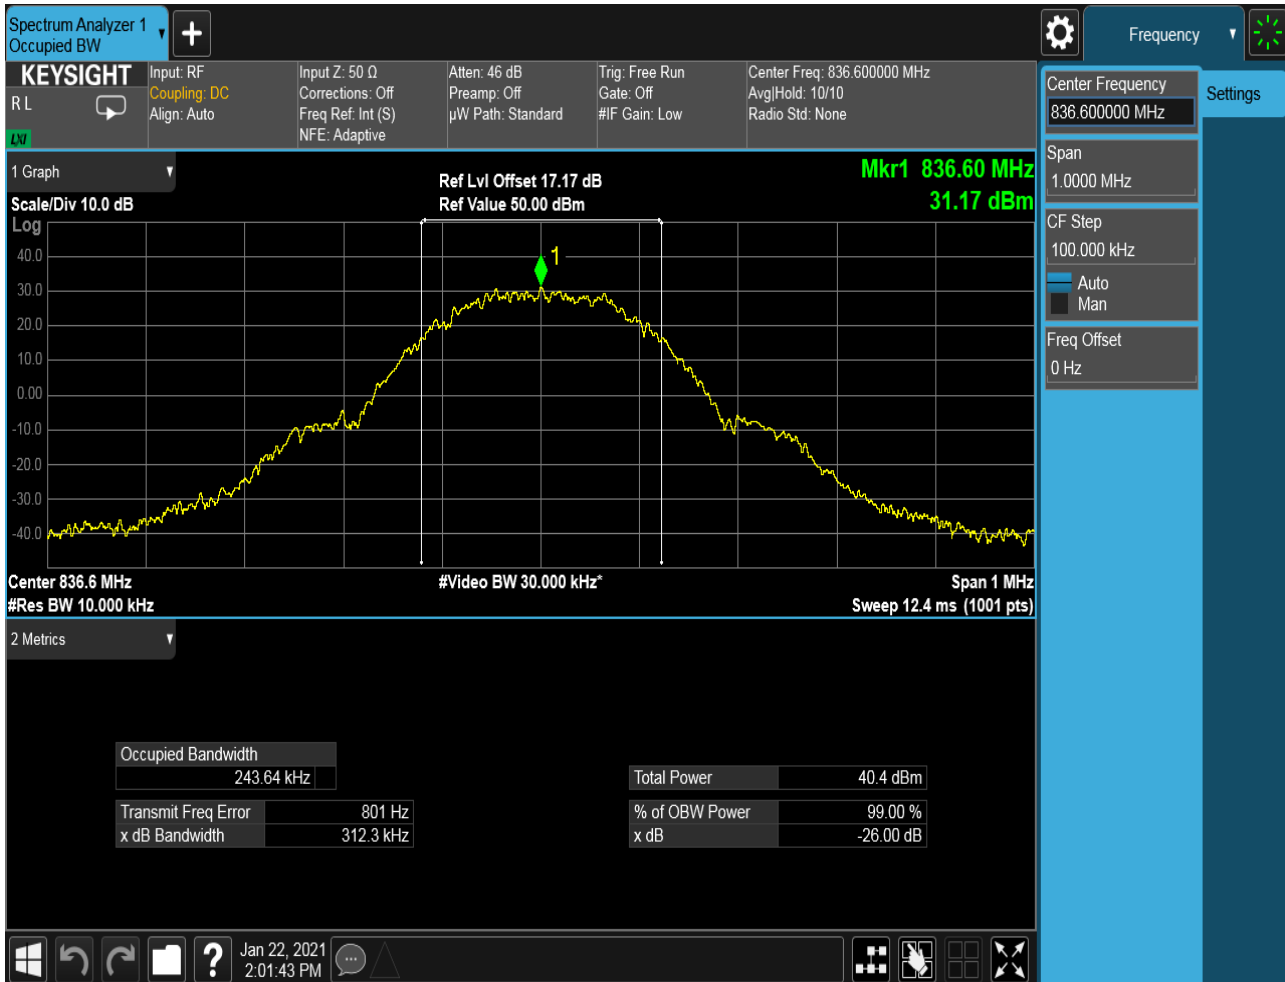 Spectrum Analyzer 1
Occupied BW
Frequency
KEYSIGHT
R L
LXI
Input: RF
Coupling: DC
Align: Auto
Input Z: 50 Ω
Corrections: Off
Freq Ref: Int (S)
NFE: Adaptive
Atten: 46 dB
Preamp: Off
µW Path: Standard
Trig: Free Run
Gate: Off
#IF Gain: Low
Center Freq: 836.600000 MHz
Avg|Hold: 10/10
Radio Std: None
Center Frequency
836.600000 MHz
Settings
Span
1.0000 MHz
CF Step
100.000 kHz
Auto
Man
Freq Offset
0 Hz
1 Graph
Scale/Div 10.0 dB
Log
Ref Lvl Offset 17.17 dB
Ref Value 50.00 dBm
Mkr1 836.60 MHz
31.17 dBm
1
40.0
30.0
20.0
10.0
0.00
-10.0
-20.0
-30.0
-40.0
Center 836.6 MHz
#Video BW 30.000 kHz*
Span 1 MHz
#Res BW 10.000 kHz
Sweep 12.4 ms (1001 pts)
2 Metrics
Occupied Bandwidth
243.64 kHz
Total Power 40.4 dBm
Transmit Freq Error 801 Hz
% of OBW Power 99.00 %
x dB Bandwidth 312.3 kHz
x dB -26.00 dB
?
Jan 22, 2021
2:01:43 PM